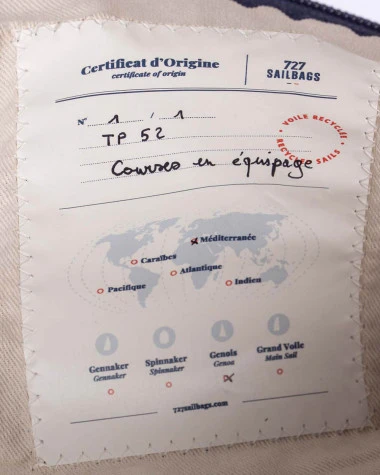 Certificat d'Origine
certificate of origin
727
SAILBAGS
N° 1 / 1
TP 52
VOILE RECYCLÉE
RECYCLED SAILS
Courses en équipage
Méditerranée
Caraïbes
Atlantique
Pacifique
Indien
Gennaker
Gennaker
Spinnaker
Spinnaker
Genois
Genoa
Grand Voile
Main Sail
727sailbags.com